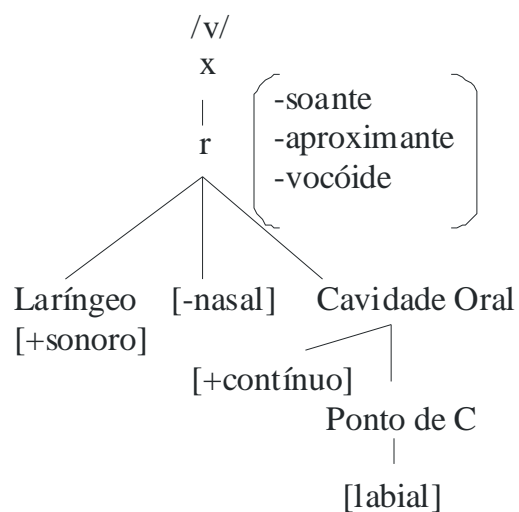 /v/
x
r
-soante
-aproximante
-vocóide
Laríngeo [-nasal] Cavidade Oral
[+sonoro]
[+contínuo]
Ponto de C
[labial]